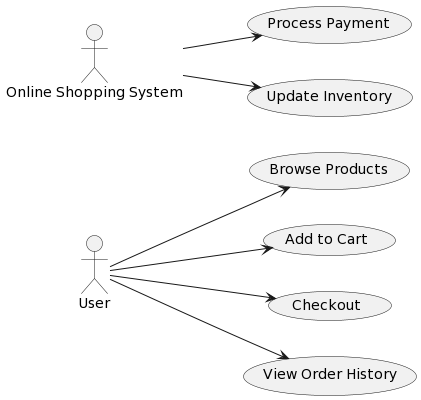 Process Payment
Online Shopping System
Update Inventory
Browse Products
Add to Cart
User
Checkout
View Order History